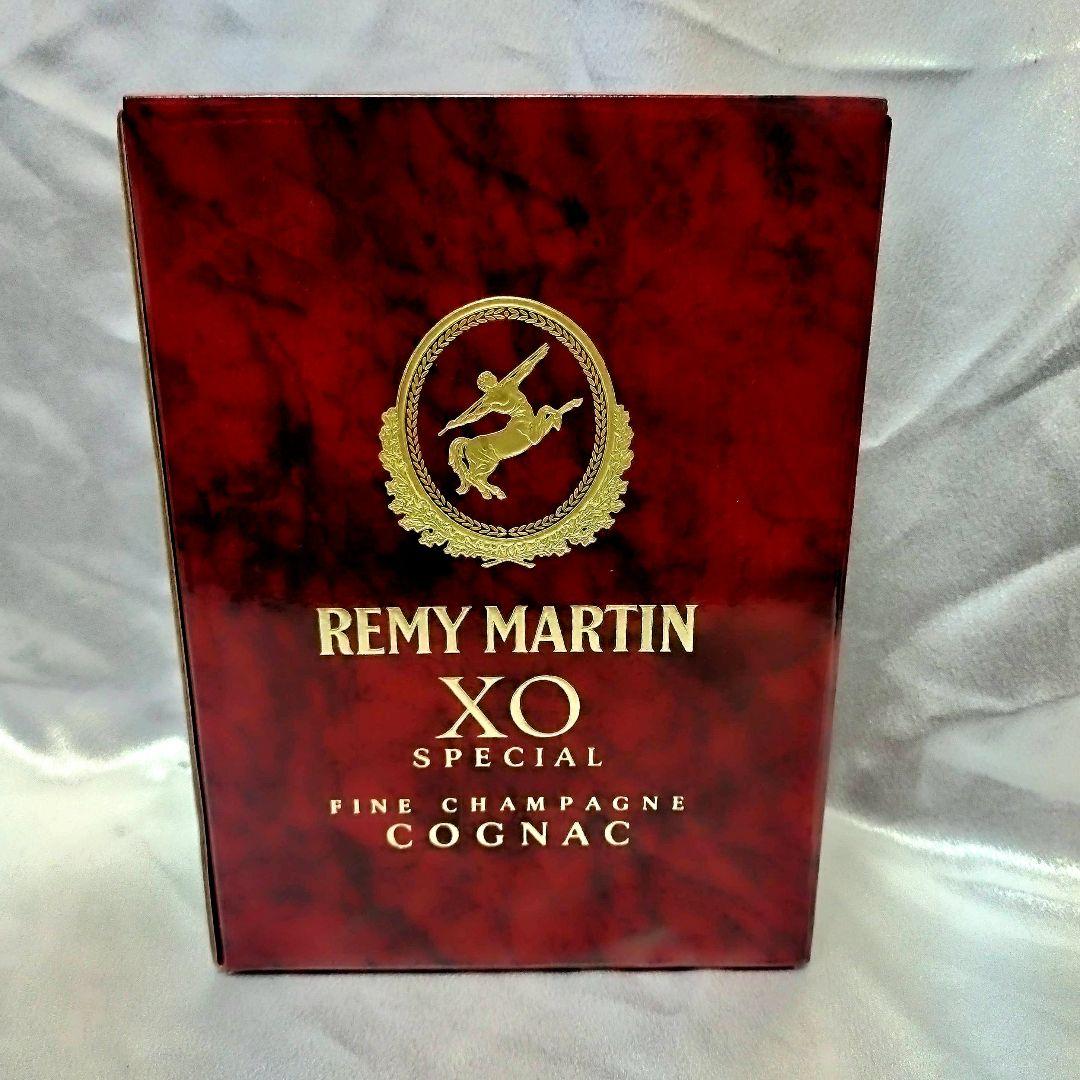 REMY MARTIN
XO
SPECIAL
FINE CHAMPAGNE
COGNAC